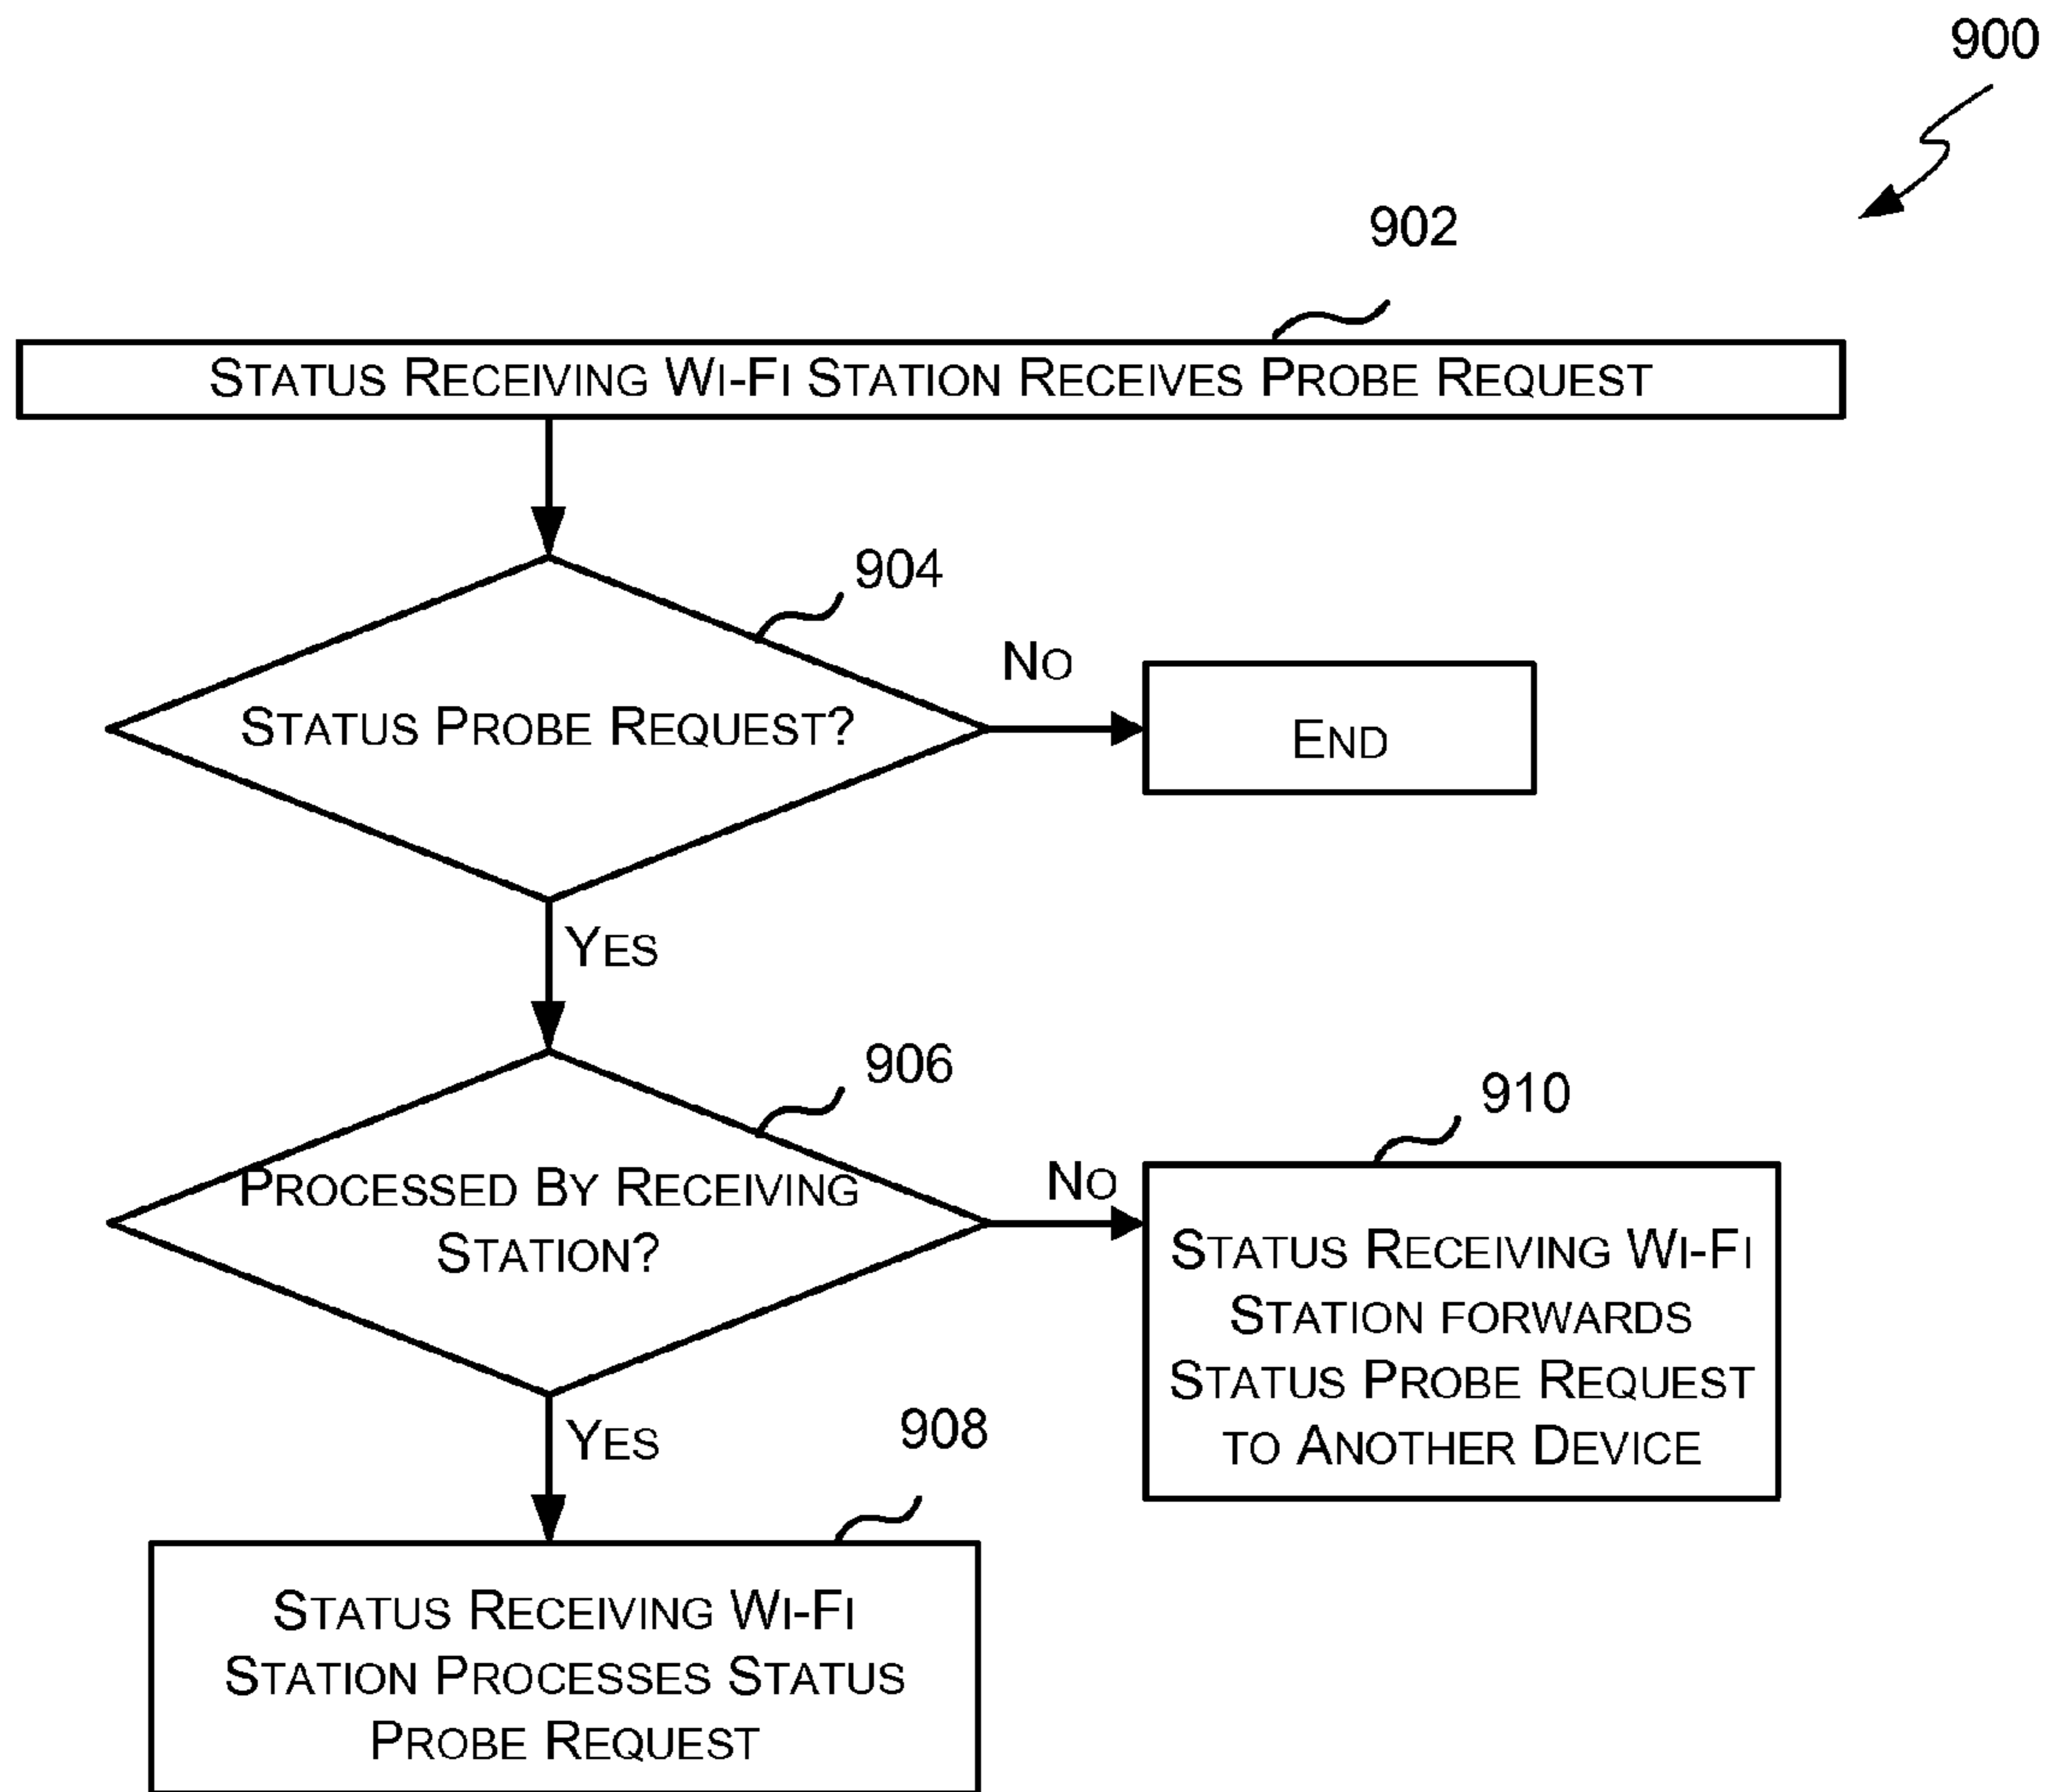 900
902
Status Receiving Wi-Fi Station Receives Probe Request
904
Status Probe Request?
No
End
Yes
906
Processed By Receiving
Station?
No
910
Status Receiving Wi-Fi
Station forwards
Status Probe Request
to Another Device
Yes
908
Status Receiving Wi-Fi
Station Processes Status
Probe Request